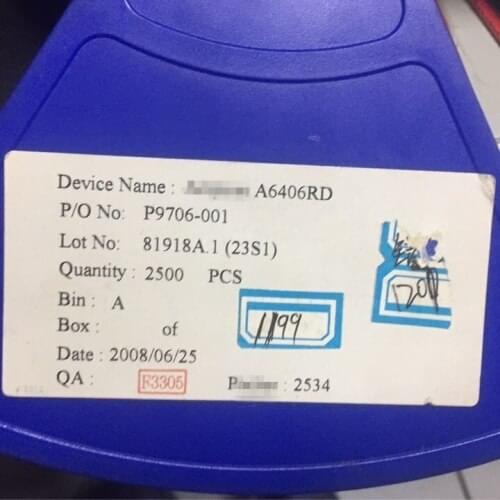 Device Name : A6406RD
P/O No: P9706-001
Lot No: 81918A.1 (23S1)
Quantity : 2500 PCS
Bin : A
Box : of
Date : 2008/06/25
QA : F3305 : 2534
1199